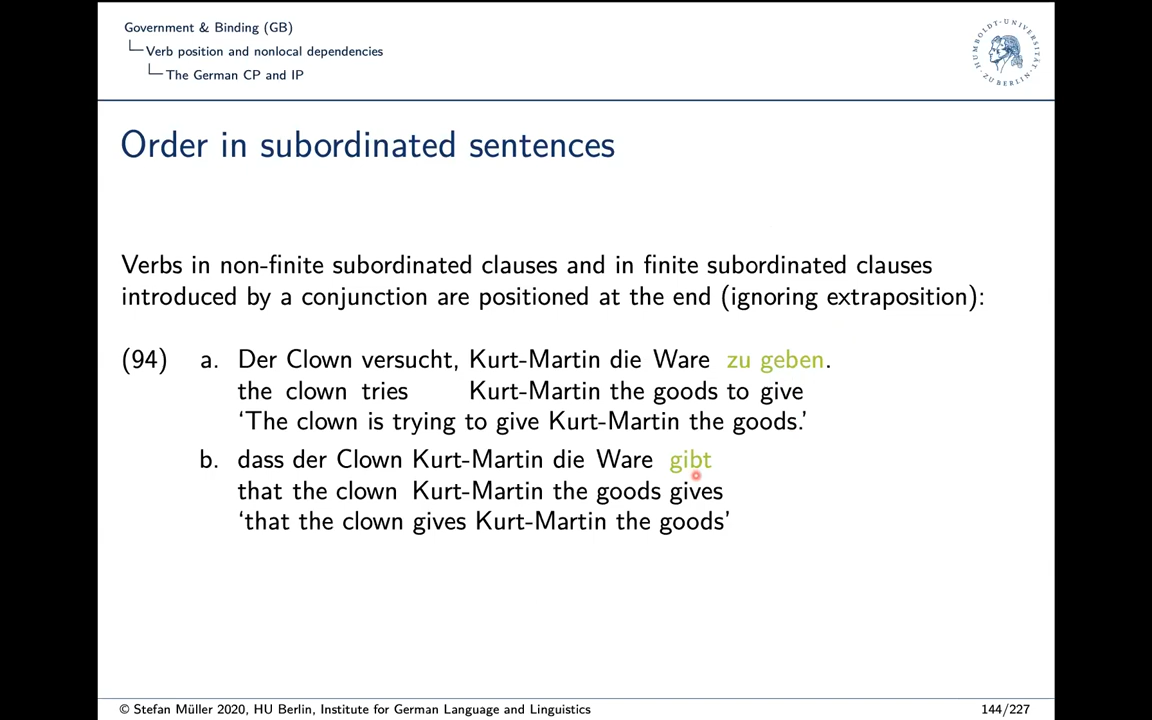 Government & Binding (GB)
Verb position and nonlocal dependencies
The German CP and IP
HUMBOLDT-UNIVERSITÄT · ZU BERLIN ·
Order in subordinated sentences
Verbs in non-finite subordinated clauses and in finite subordinated clauses
introduced by a conjunction are positioned at the end (ignoring extraposition):
(94) a. Der Clown versucht, Kurt-Martin die Ware zu geben.
the clown tries Kurt-Martin the goods to give
‘The clown is trying to give Kurt-Martin the goods.’
b. dass der Clown Kurt-Martin die Ware gibt
that the clown Kurt-Martin the goods gives
‘that the clown gives Kurt-Martin the goods’
© Stefan Müller 2020, HU Berlin, Institute for German Language and Linguistics 144/227